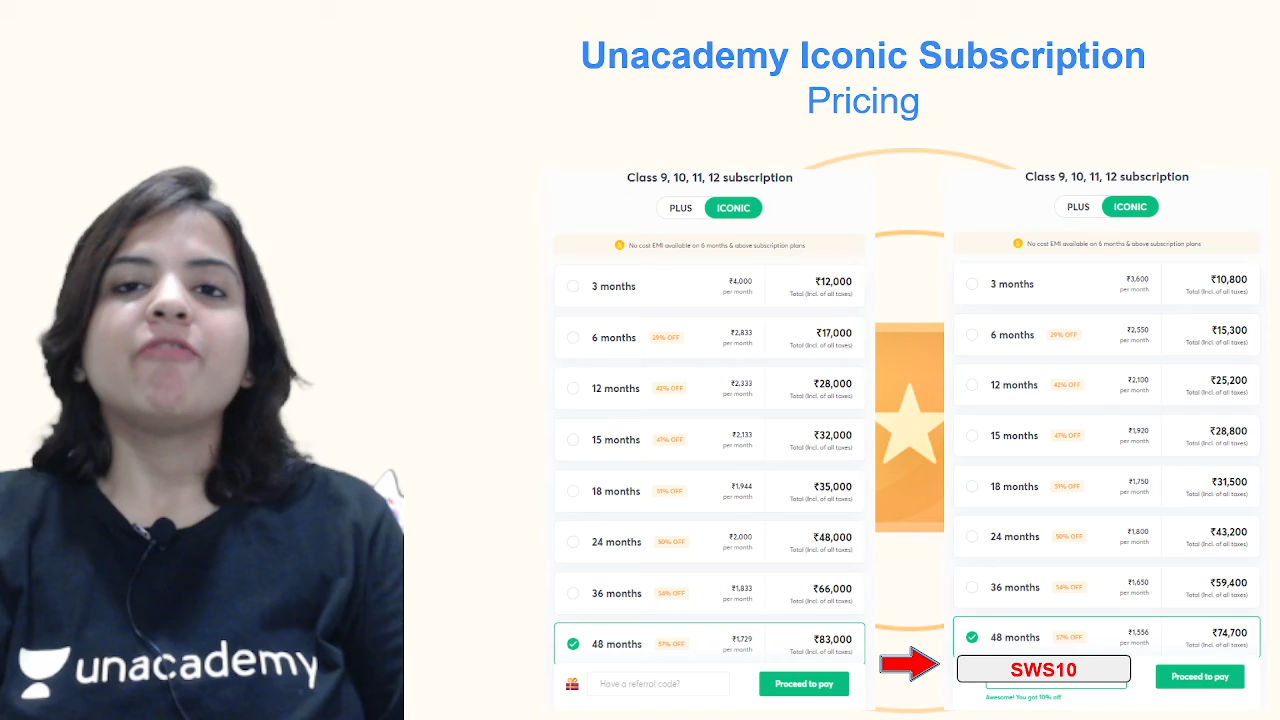 Unacademy Iconic Subscription
Pricing
Class 9, 10, 11, 12 subscription
PLUS ICONIC
No cost EMI available on 6 months & above subscription plans
3 months ₹4,000 per month ₹12,000 Total (Incl. of all taxes)
6 months 29% OFF ₹2,833 per month ₹17,000 Total (Incl. of all taxes)
12 months 42% OFF ₹2,333 per month ₹28,000 Total (Incl. of all taxes)
15 months 47% OFF ₹2,133 per month ₹32,000 Total (Incl. of all taxes)
18 months 51% OFF ₹1,944 per month ₹35,000 Total (Incl. of all taxes)
24 months 50% OFF ₹2,000 per month ₹48,000 Total (Incl. of all taxes)
36 months 54% OFF ₹1,833 per month ₹66,000 Total (Incl. of all taxes)
48 months 57% OFF ₹1,729 per month ₹83,000 Total (Incl. of all taxes)
Have a referral code? Proceed to pay
Class 9, 10, 11, 12 subscription
PLUS ICONIC
No cost EMI available on 6 months & above subscription plans
3 months ₹3,600 per month ₹10,800 Total (Incl. of all taxes)
6 months 29% OFF ₹2,550 per month ₹15,300 Total (Incl. of all taxes)
12 months 42% OFF ₹2,100 per month ₹25,200 Total (Incl. of all taxes)
15 months 47% OFF ₹1,920 per month ₹28,800 Total (Incl. of all taxes)
18 months 51% OFF ₹1,750 per month ₹31,500 Total (Incl. of all taxes)
24 months 50% OFF ₹1,800 per month ₹43,200 Total (Incl. of all taxes)
36 months 54% OFF ₹1,650 per month ₹59,400 Total (Incl. of all taxes)
48 months 57% OFF ₹1,556 per month ₹74,700 Total (Incl. of all taxes)
SWS10 Proceed to pay
Awesome! You got 10% off
unacademy